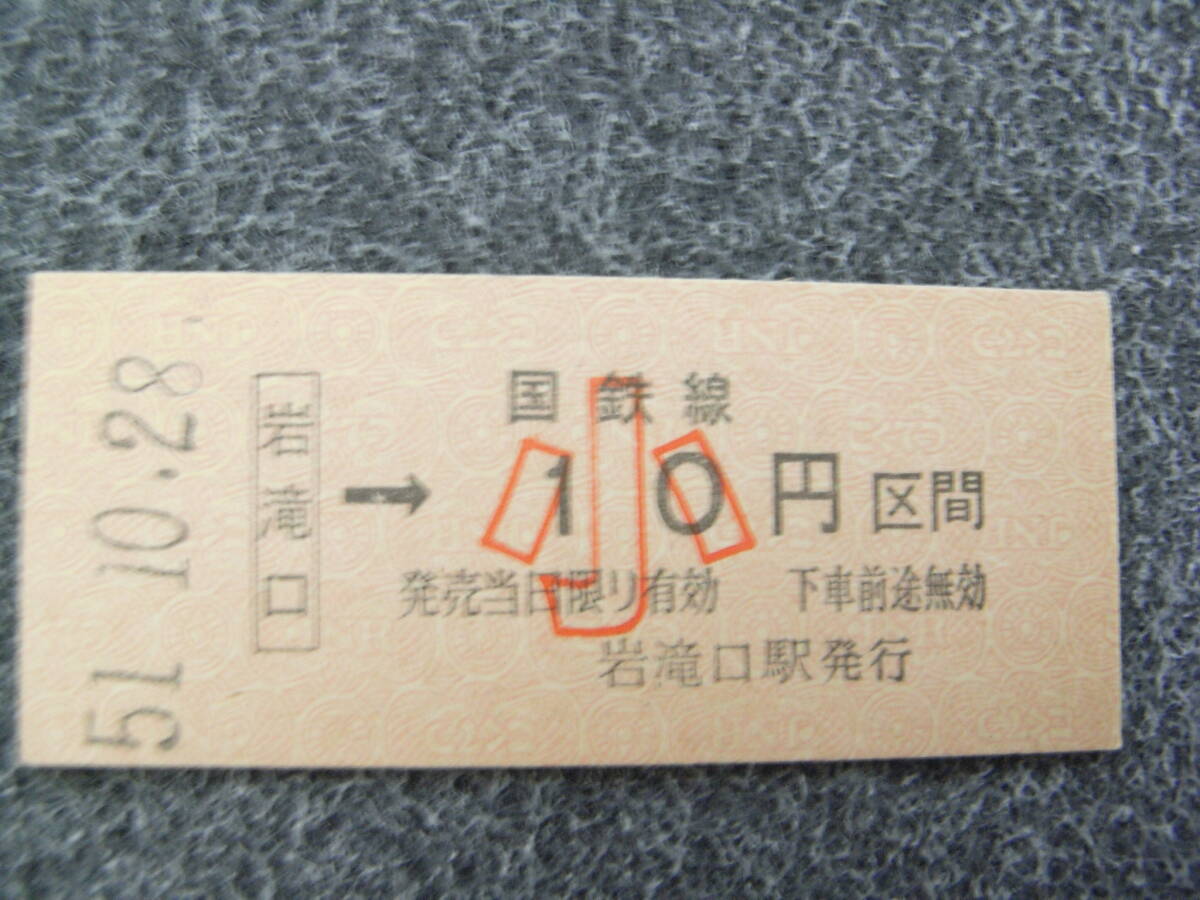 51.10.28
岩滝口
→
国鉄線
10円区間
小
発売当日限り有効 下車前途無効
岩滝口駅発行